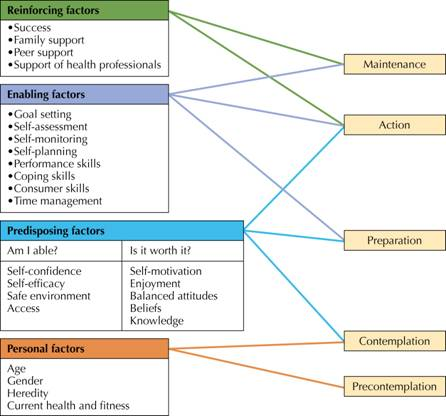 Reinforcing factors
•Success
•Family support
•Peer support
•Support of health professionals
Enabling factors
•Goal setting
•Self-assessment
•Self-monitoring
•Self-planning
•Performance skills
•Coping skills
•Consumer skills
•Time management
Predisposing factors
Am I able?
Self-confidence
Self-efficacy
Safe environment
Access
Is it worth it?
Self-motivation
Enjoyment
Balanced attitudes
Beliefs
Knowledge
Personal factors
Age
Gender
Heredity
Current health and fitness
Maintenance
Action
Preparation
Contemplation
Precontemplation